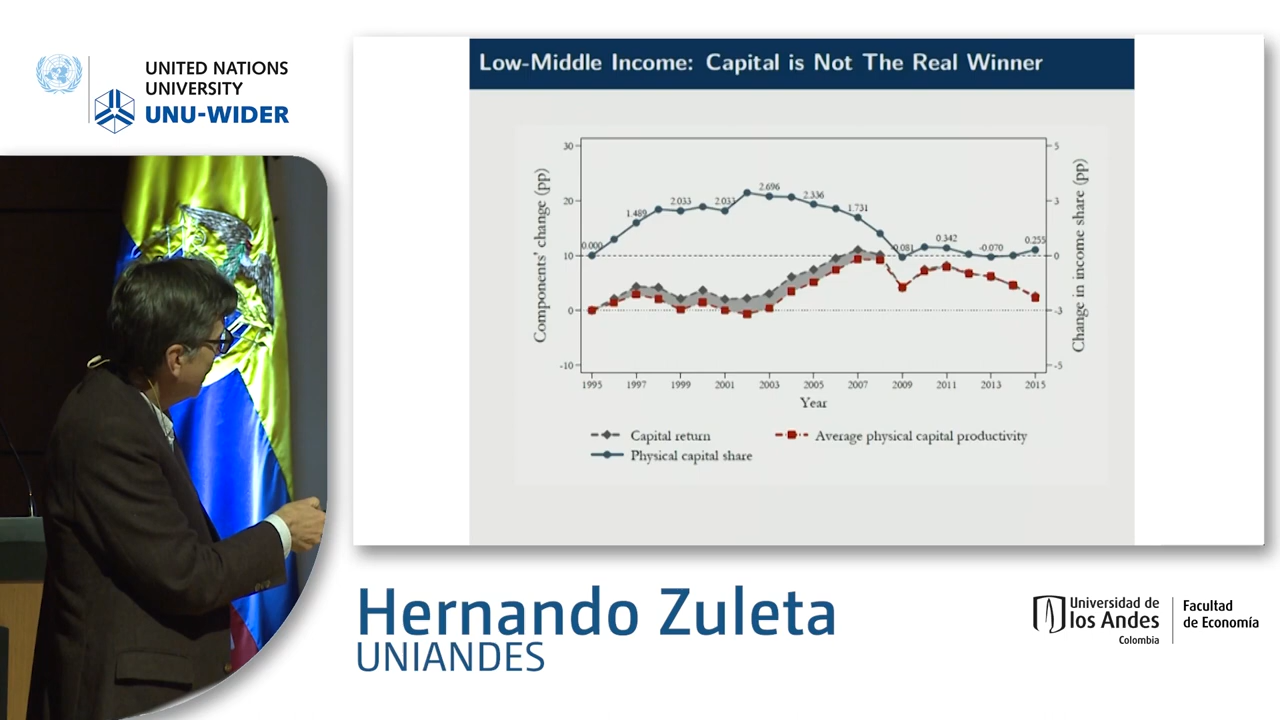 UNITED NATIONS
UNIVERSITY
UNU-WIDER
Low-Middle Income: Capital is Not The Real Winner
Components' change (pp)
30
20
10
0
-10
0.000
1.489
2.033
2.033
2.696
2.336
1.731
-0.081
0.342
-0.070
0.255
5
3
0
-3
-5
Change in income share (pp)
1995 1997 1999 2001 2003 2005 2007 2009 2011 2013 2015
Year
Capital return
Average physical capital productivity
Physical capital share
Hernando Zuleta
UNIANDES
Universidad de
los Andes
Colombia
Facultad
de Economía